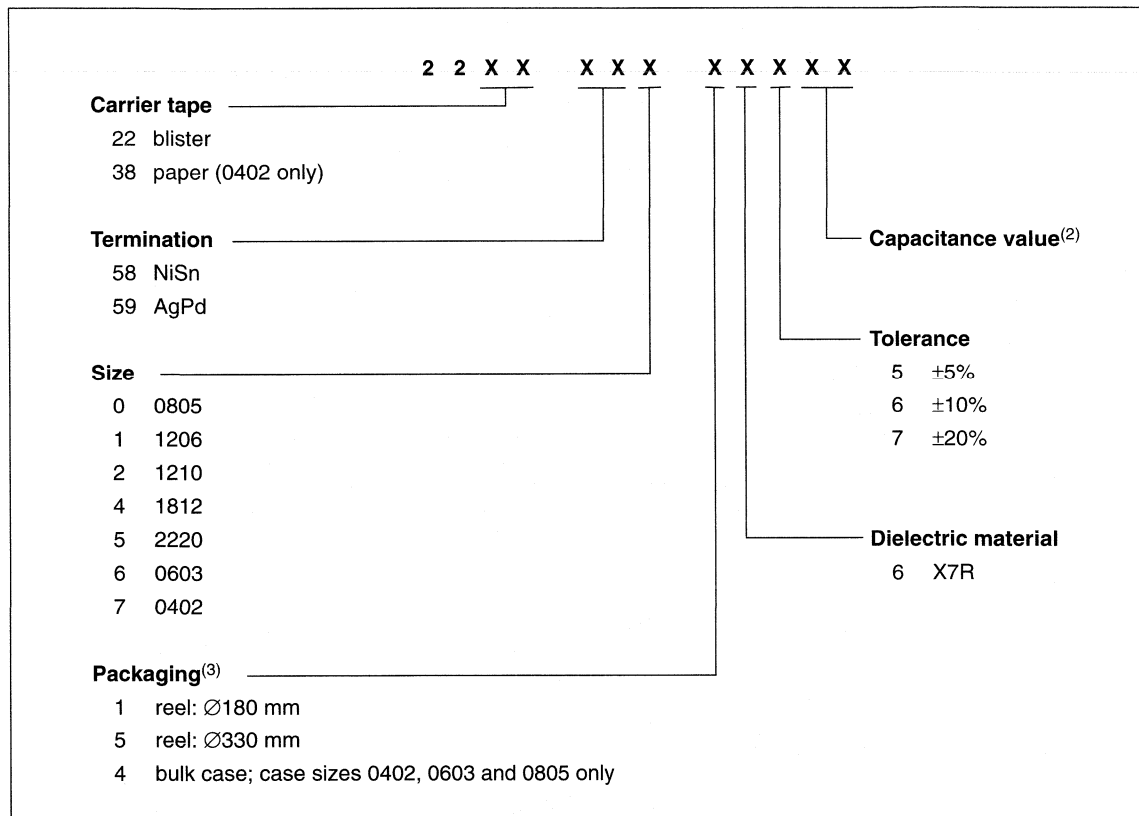 2 2 X X X X X X X X X X
Carrier tape
22 blister
38 paper (0402 only)
Termination
58 NiSn
59 AgPd
Size
0 0805
1 1206
2 1210
4 1812
5 2220
6 0603
7 0402
Packaging(3)
1 reel: ∅180 mm
5 reel: ∅330 mm
4 bulk case; case sizes 0402, 0603 and 0805 only
Capacitance value(2)
Tolerance
5 ±5%
6 ±10%
7 ±20%
Dielectric material
6 X7R